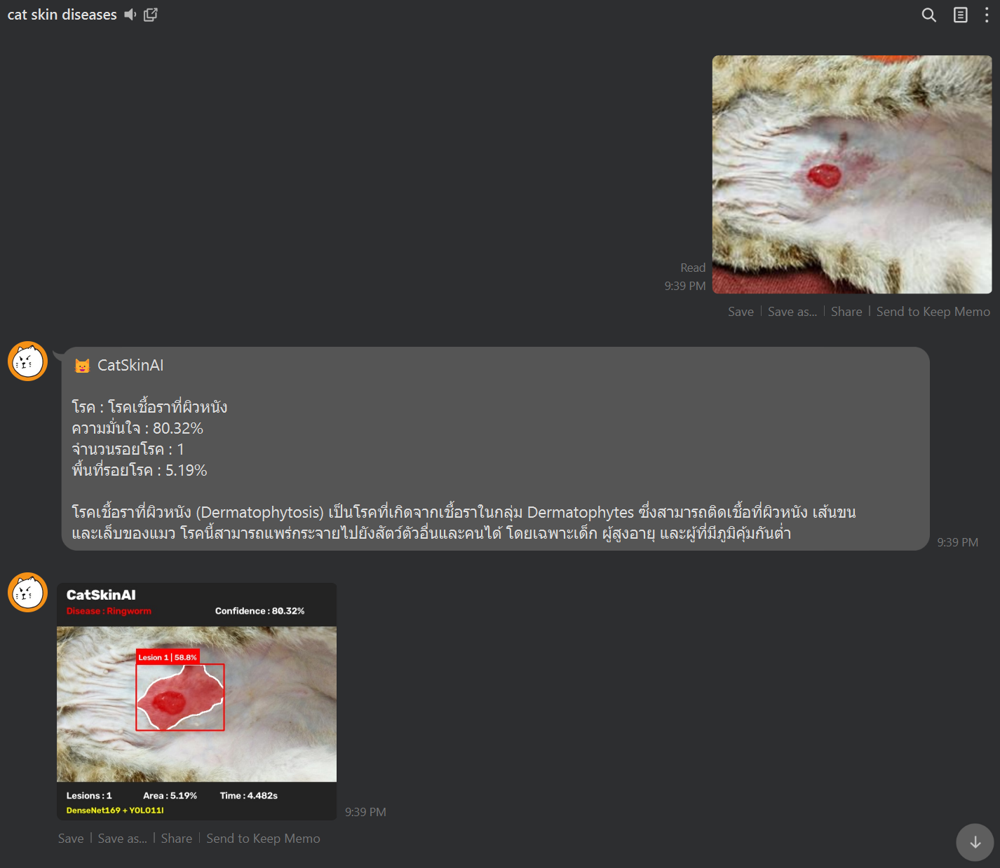 cat skin diseases
Read
9:39 PM
Save | Save as... | Share | Send to Keep Memo
CatSkinAI
โรค : โรคเชื้อราที่ผิวหนัง
ความมั่นใจ : 80.32%
จำนวนรอยโรค : 1
พื้นที่รอยโรค : 5.19%
โรคเชื้อราที่ผิวหนัง (Dermatophytosis) เป็นโรคที่เกิดจากเชื้อราในกลุ่ม Dermatophytes ซึ่งสามารถติดเชื้อที่ผิวหนัง เส้นขน
และเล็บของแมว โรคนี้สามารถแพร่กระจายไปยังสัตว์ตัวอื่นและคนได้ โดยเฉพาะเด็ก ผู้สูงอายุ และผู้ที่มีภูมิคุ้มกันต่ำ
9:39 PM
CatSkinAI
Disease : Ringworm Confidence : 80.32%
Lesion 1 | 58.8%
Lesions : 1 Area : 5.19% Time : 4.482s
DenseNet169 + YOLO11l
9:39 PM
Save | Save as... | Share | Send to Keep Memo